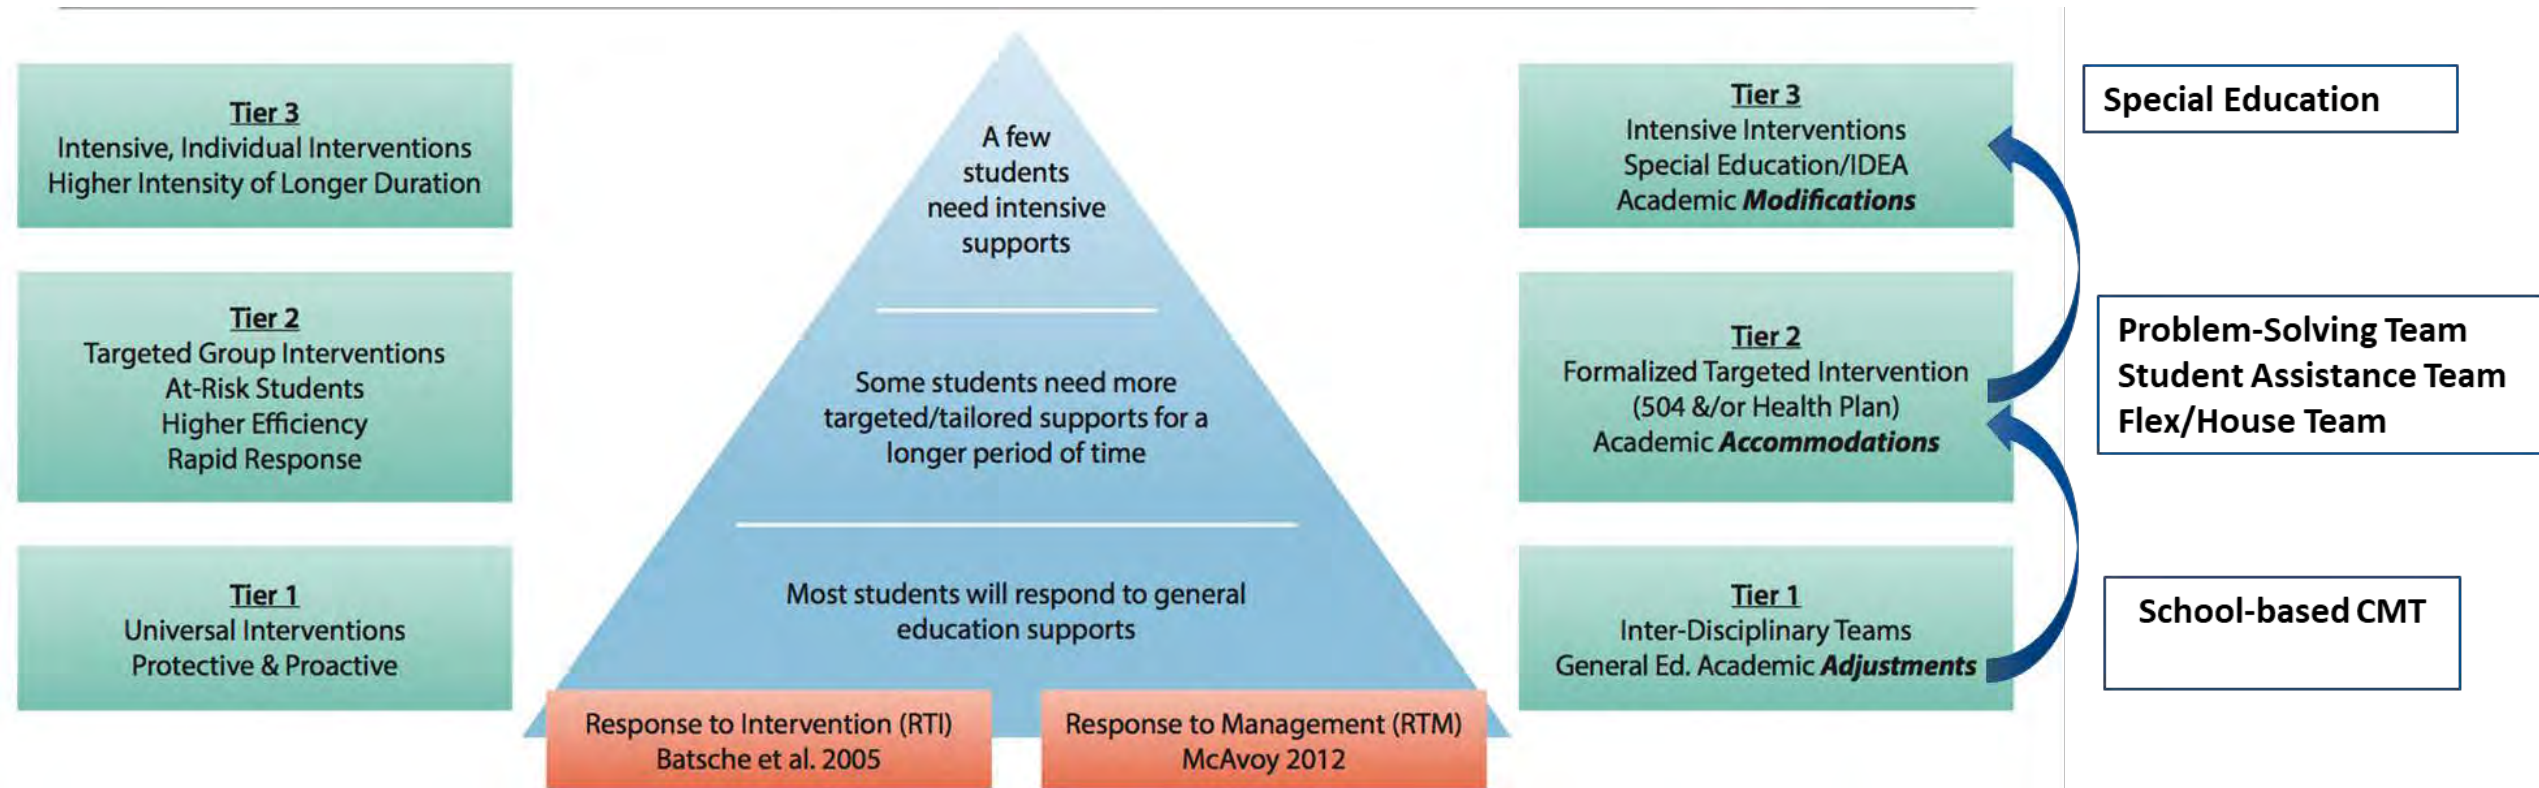 Tier 3
Intensive, Individual Interventions
Higher Intensity of Longer Duration
Tier 2
Targeted Group Interventions
At-Risk Students
Higher Efficiency
Rapid Response
Tier 1
Universal Interventions
Protective & Proactive
A few
students
need intensive
supports
Some students need more
targeted/tailored supports for a
longer period of time
Most students will respond to general
education supports
Response to Intervention (RTI)
Batsche et al. 2005
Response to Management (RTM)
McAvoy 2012
Tier 3
Intensive Interventions
Special Education/IDEA
Academic Modifications
Tier 2
Formalized Targeted Intervention
(504 &/or Health Plan)
Academic Accommodations
Tier 1
Inter-Disciplinary Teams
General Ed. Academic Adjustments
Special Education
Problem-Solving Team
Student Assistance Team
Flex/House Team
School-based CMT